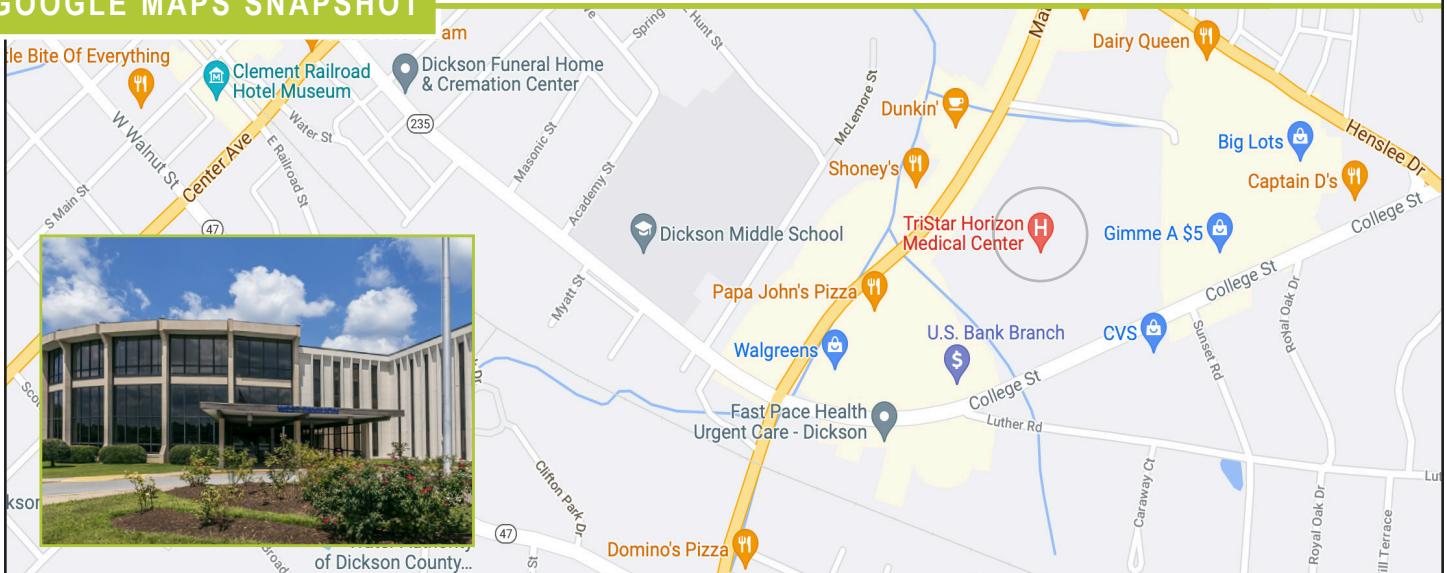 GOOGLE MAPS SNAPSHOT
am
tle Bite Of Everything
Clement Railroad
Hotel Museum
Dickson Funeral Home
& Cremation Center
Spring
Hunt St
Dairy Queen
McLemore St
Dunkin'
235
Water St
W Walnut St
Center Ave
E Railroad St
Masonic St
Academy St
Shoney's
Big Lots
Henslee Dr
Captain D's
College St
S Main St
47
Dickson Middle School
TriStar Horizon
Medical Center
H
Gimme A $5
College St
Myatt St
Papa John's Pizza
Walgreens
U.S. Bank Branch
$
CVS
Sunset Rd
Royal Oak Dr
College St
Fast Pace Health
Urgent Care - Dickson
Luther Rd
Clifton Park Dr
Caraway Ct
Royal Oak Dr
47
Domino's Pizza
of Dickson County...
St